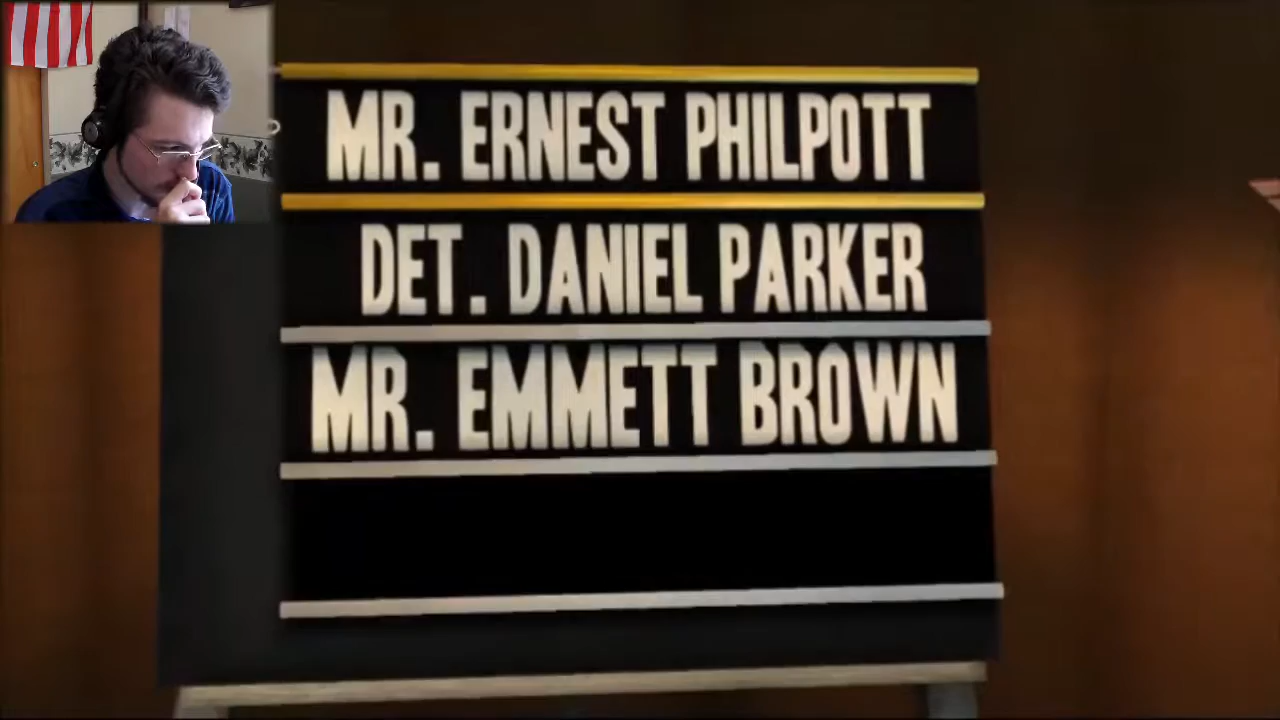 MR. ERNEST PHILPOTT
DET. DANIEL PARKER
MR. EMMETT BROWN